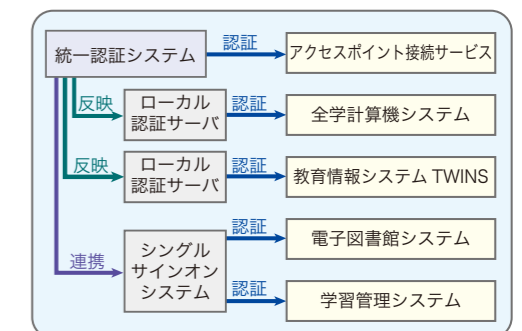 統一認証システム
認証
アクセスポイント接続サービス
反映
ローカル
認証サーバ
認証
全学計算機システム
反映
ローカル
認証サーバ
認証
教育情報システム TWINS
連携
シングル
サインオン
システム
認証
電子図書館システム
認証
学習管理システム